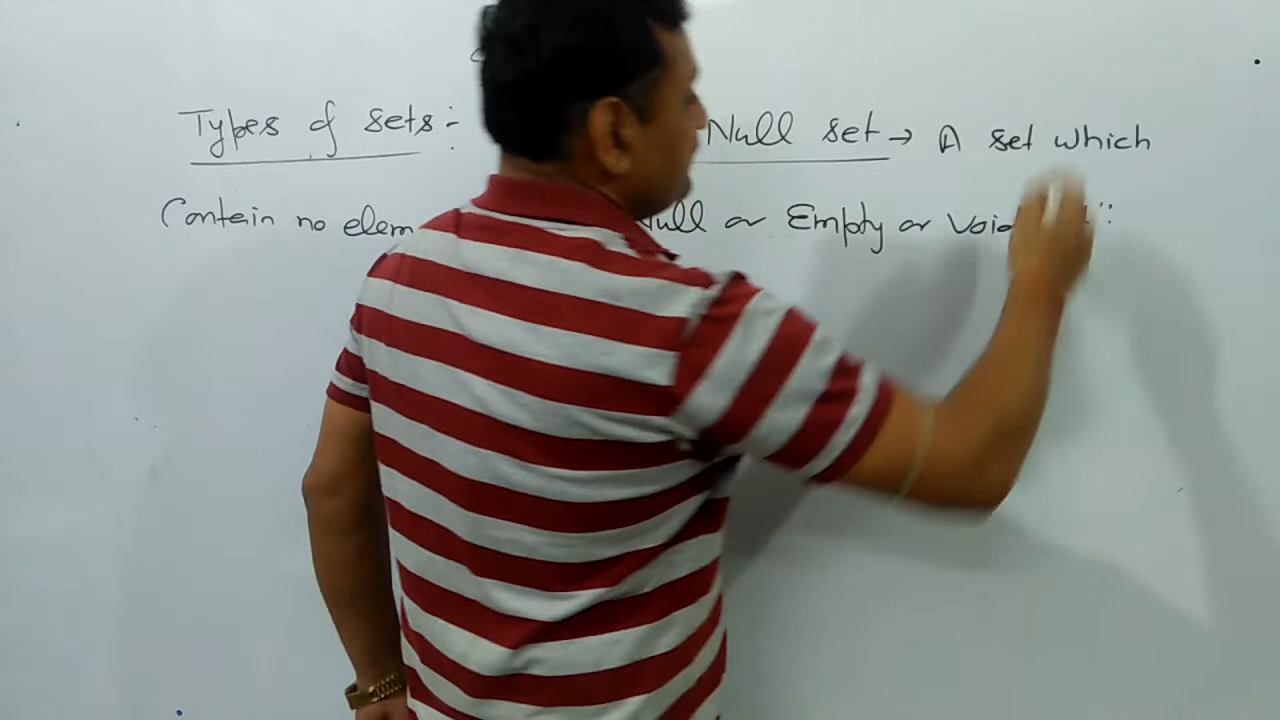 Types of sets:- Null set → A set which
Contain no elem Null or Empty or Void